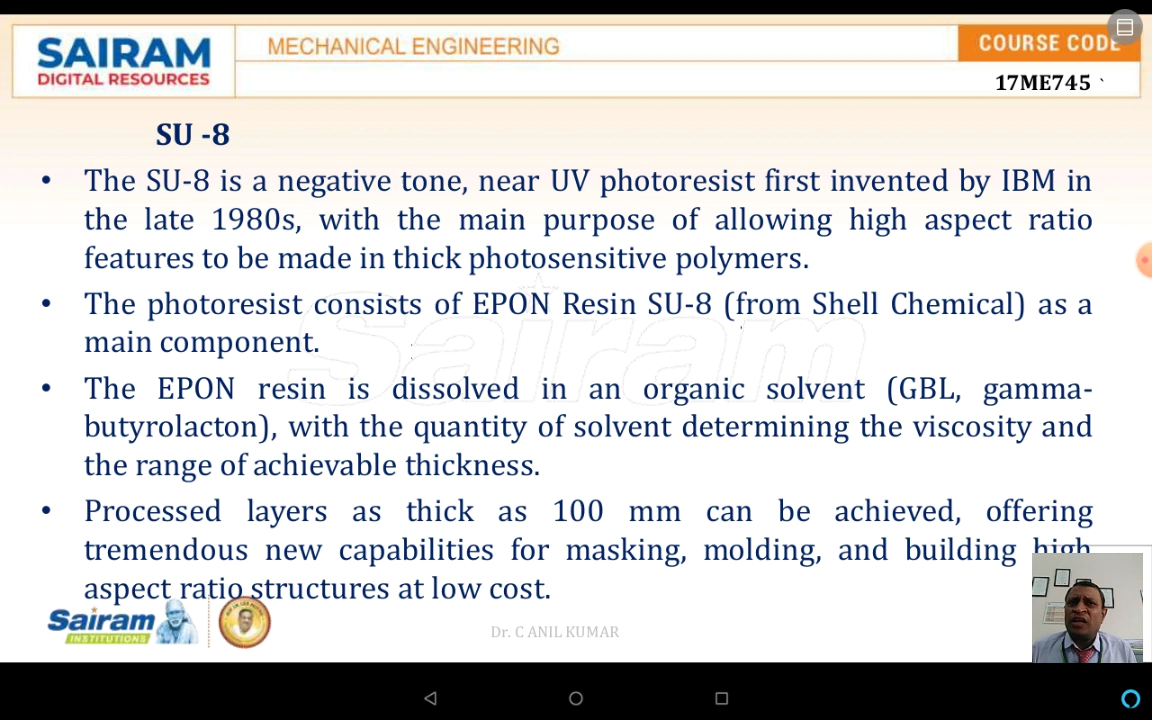 SAIRAM
DIGITAL RESOURCES
MECHANICAL ENGINEERING
COURSE CODE
17ME745 `
SU -8
• The SU-8 is a negative tone, near UV photoresist first invented by IBM in
the late 1980s, with the main purpose of allowing high aspect ratio
features to be made in thick photosensitive polymers.
• The photoresist consists of EPON Resin SU-8 (from Shell Chemical) as a
main component.
• The EPON resin is dissolved in an organic solvent (GBL, gamma-
butyrolacton), with the quantity of solvent determining the viscosity and
the range of achievable thickness.
• Processed layers as thick as 100 mm can be achieved, offering
tremendous new capabilities for masking, molding, and building high
aspect ratio structures at low cost.
Sairam
Sairam
INSTITUTIONS
Dr. C ANIL KUMAR